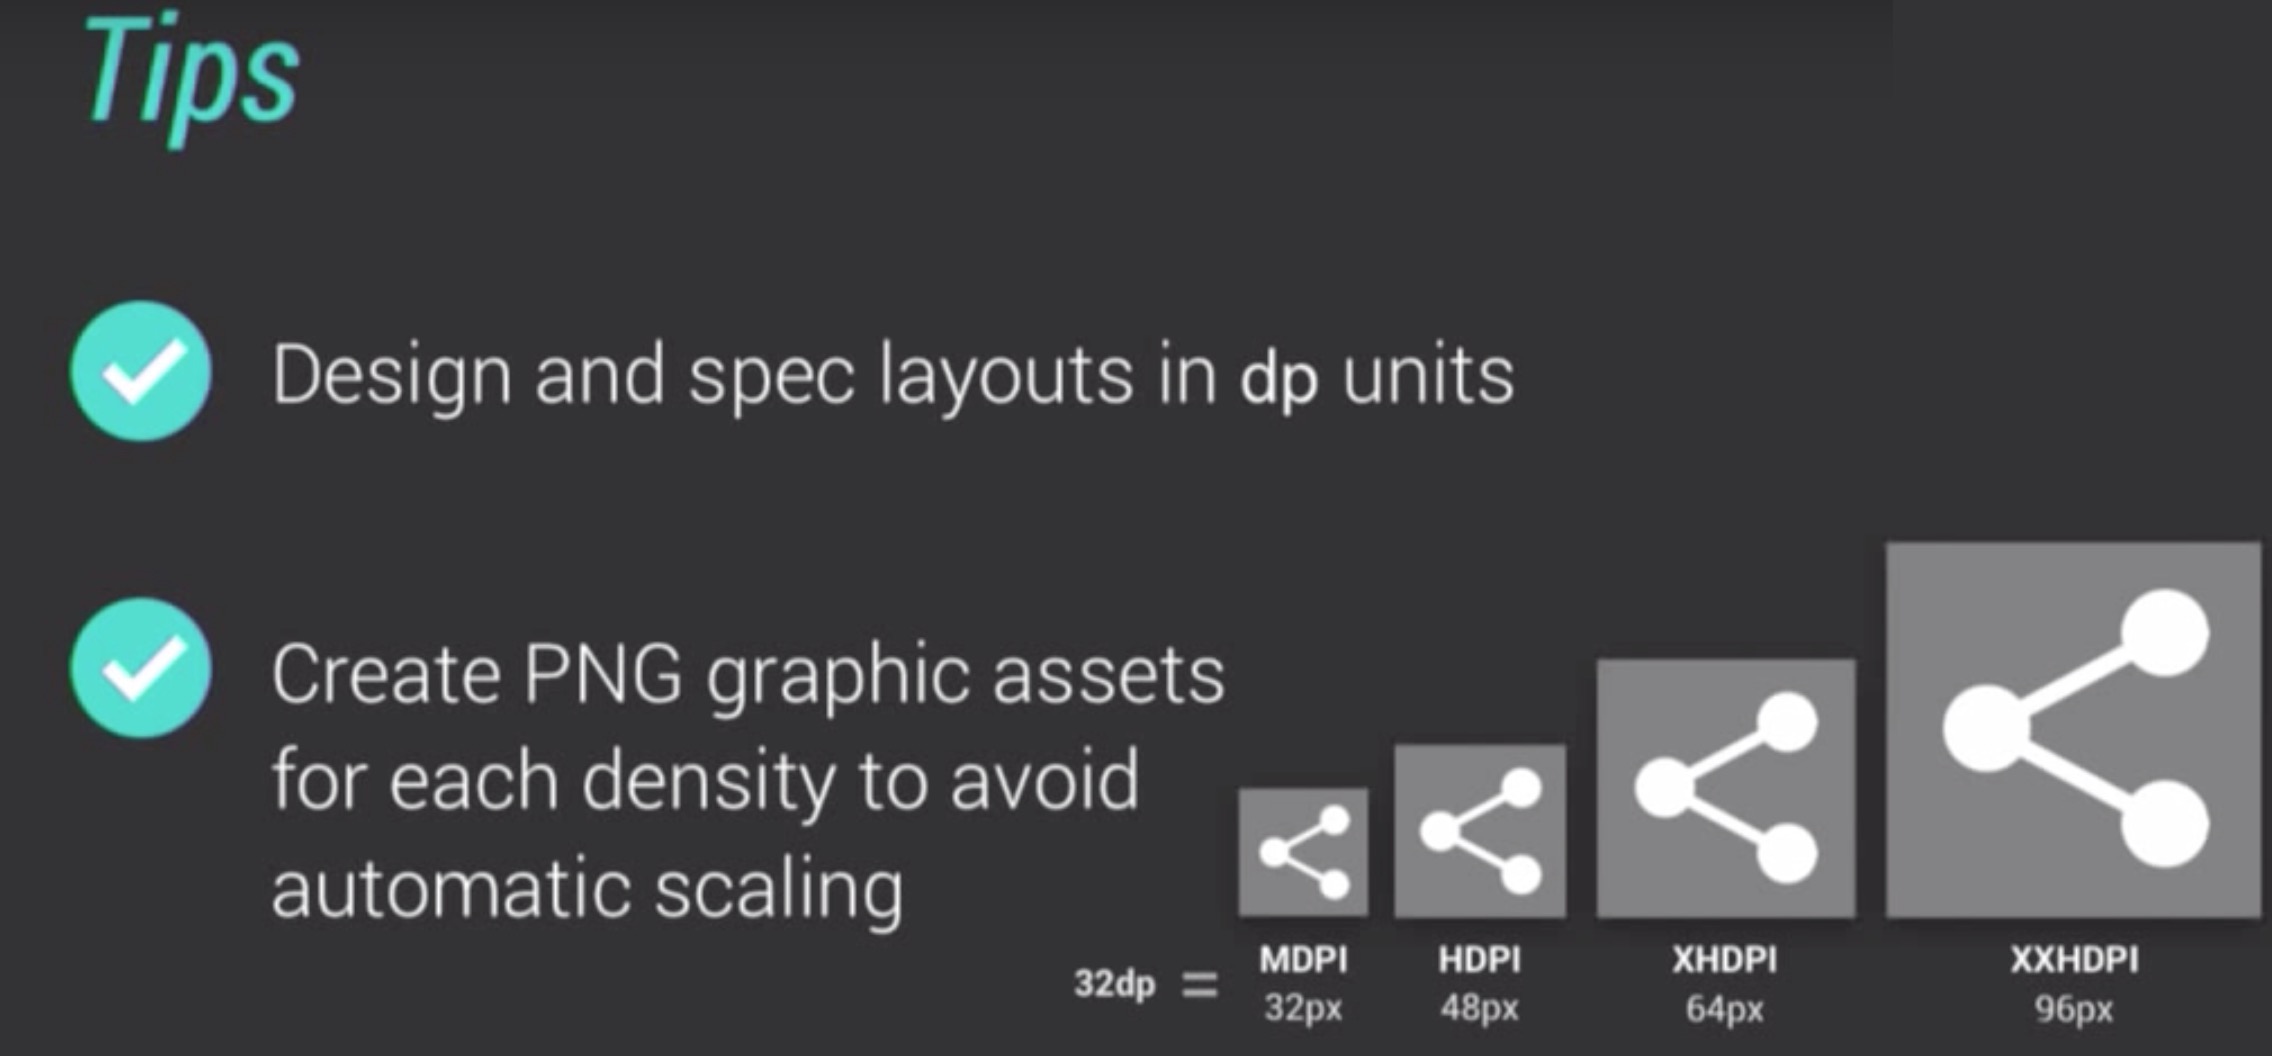 Tips
Design and spec layouts in dp units
Create PNG graphic assets
for each density to avoid
automatic scaling
32dp =
MDPI
32px
HDPI
48px
XHDPI
64px
XXHDPI
96px